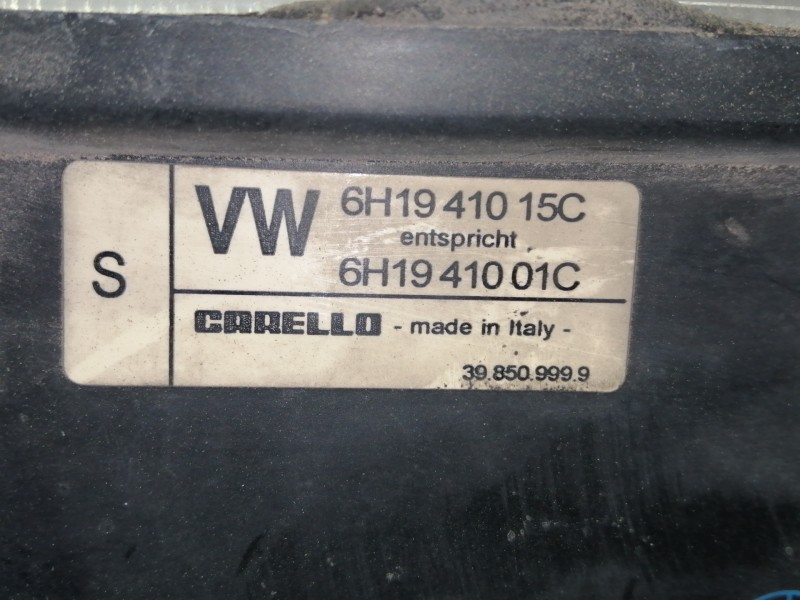 S
VW
6H19 410 15C
entspricht
6H19 410 01C
CARELLO - made in Italy -
39.850.999.9